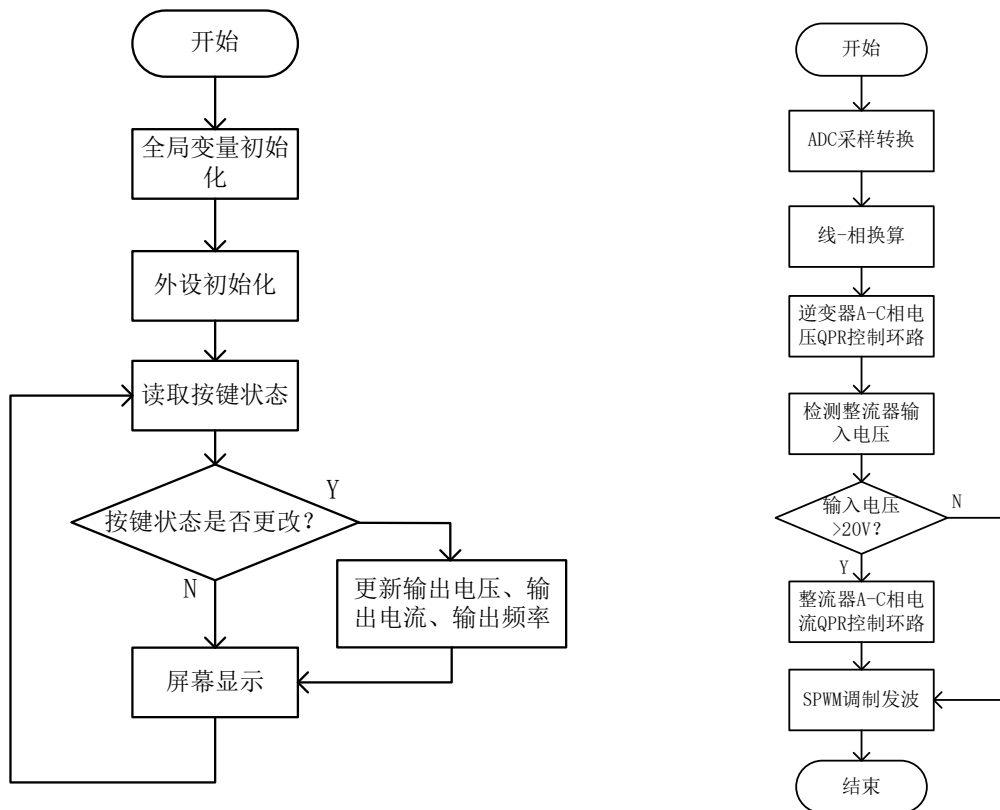 开始
全局变量初始
化
外设初始化
读取按键状态
按键状态是否更改?
Y
N
更新输出电压、输
出电流、输出频率
屏幕显示
开始
ADC采样转换
线-相换算
逆变器A-C相电
压QPR控制环路
检测整流器输
入电压
输入电压
>20V?
N
Y
整流器A-C相电
流QPR控制环路
SPWM调制发波
结束